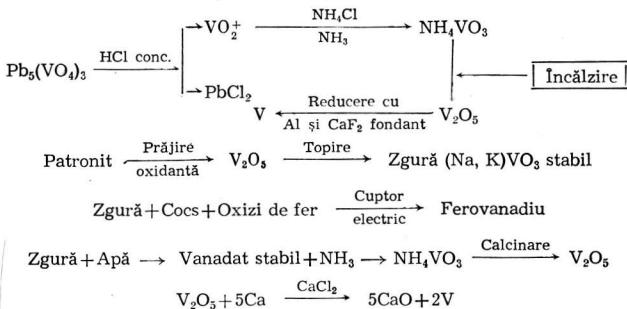 NH₄Cl
→VO₂⁺ → NH₄VO₃
NH₃
HCl conc.
Pb₅(VO₄)₃ →
Încălzire
→PbCl₂
Reducere cu
V ← V₂O₅
Al și CaF₂ fondant
Prăjire Topire
Patronit → V₂O₅ → Zgură (Na, K)VO₃ stabil
oxidantă
Cuptor
Zgură+Cocs+Oxizi de fer → Ferovanadiu
electric
Calcinare
Zgură+Apă → Vanadat stabil+NH₃ → NH₄VO₃ → V₂O₅
CaCl₂
V₂O₅+5Ca → 5CaO+2V